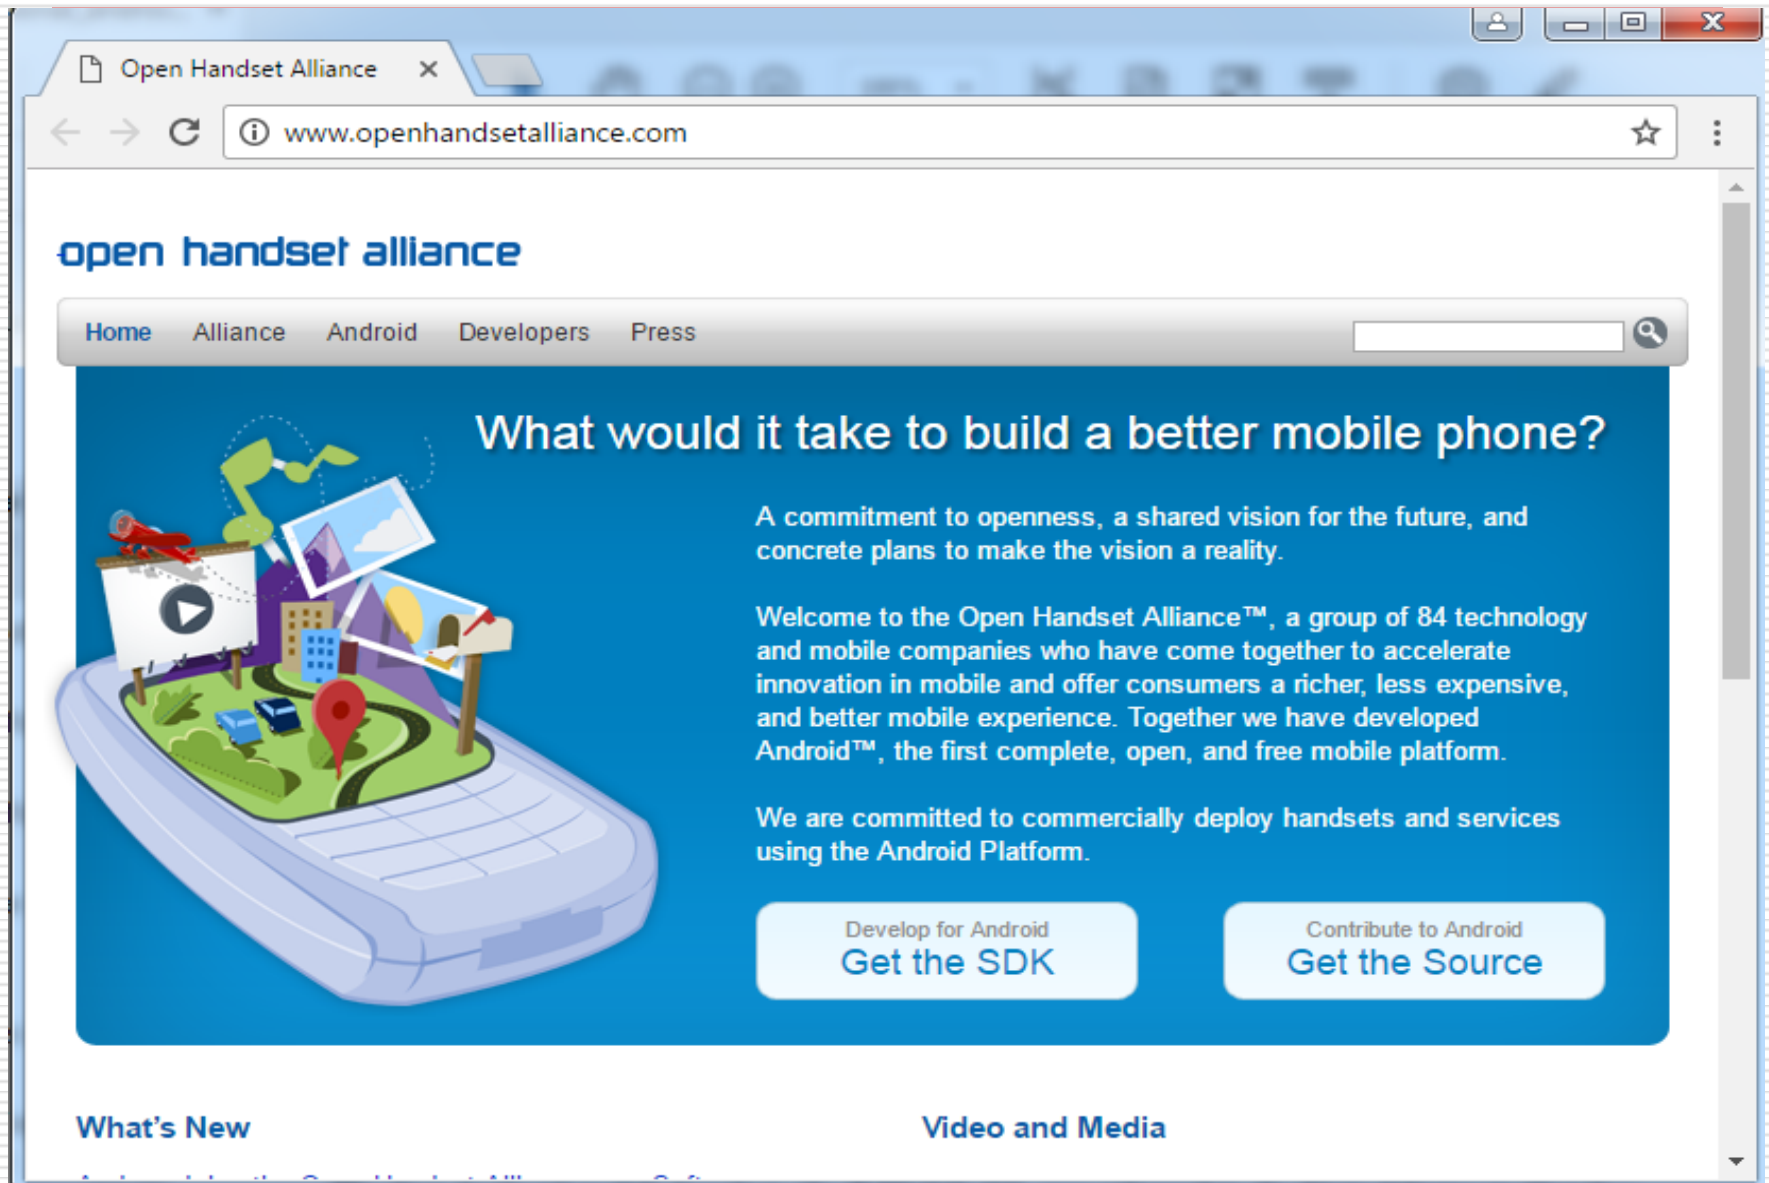 Open Handset Alliance
www.openhandsetalliance.com
open handset alliance
Home Alliance Android Developers Press
What would it take to build a better mobile phone?
A commitment to openness, a shared vision for the future, and
concrete plans to make the vision a reality.
Welcome to the Open Handset Alliance™, a group of 84 technology
and mobile companies who have come together to accelerate
innovation in mobile and offer consumers a richer, less expensive,
and better mobile experience. Together we have developed
Android™, the first complete, open, and free mobile platform.
We are committed to commercially deploy handsets and services
using the Android Platform.
Develop for Android
Get the SDK
Contribute to Android
Get the Source
What's New
Video and Media